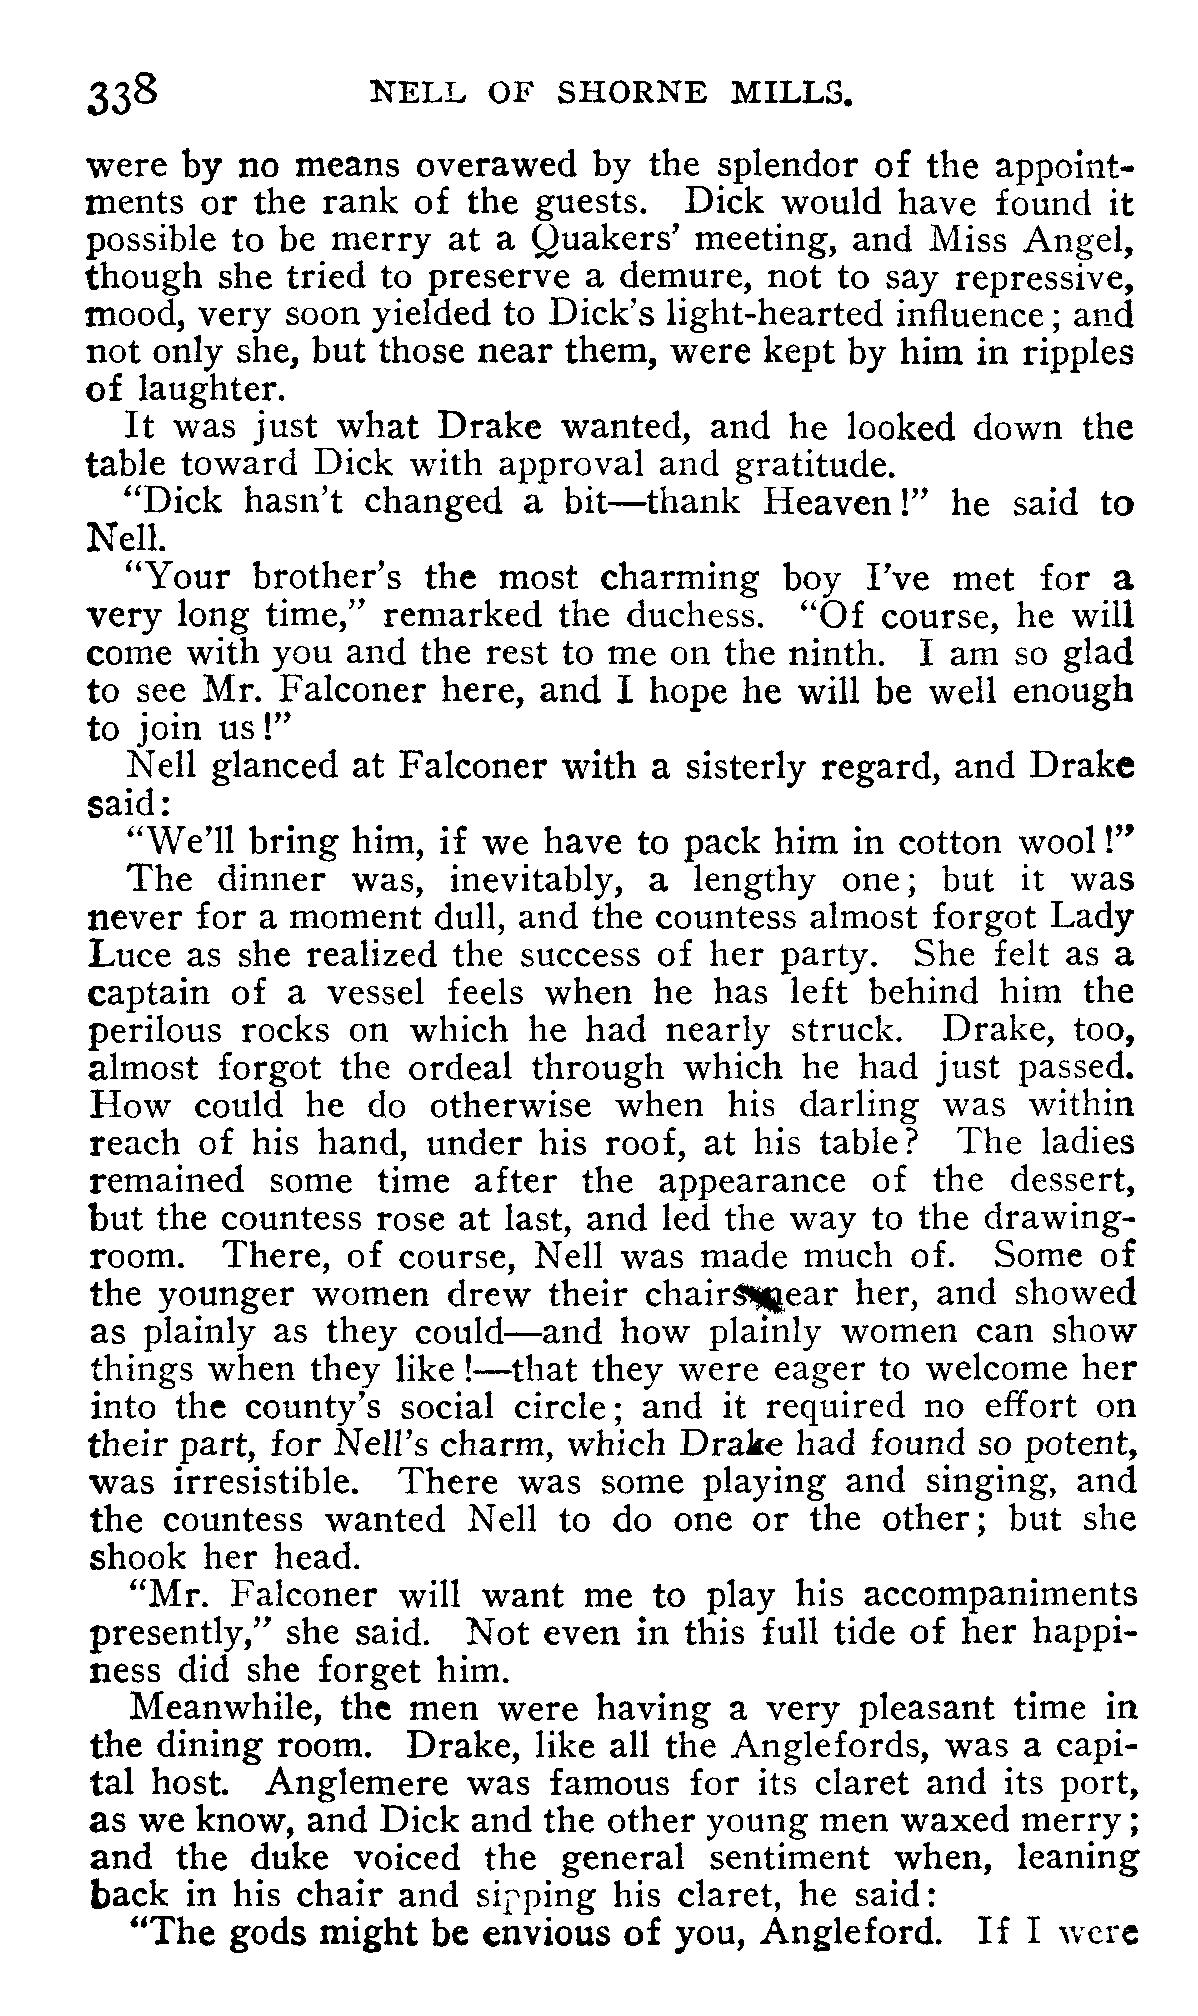 338 NELL OF SHORNE MILLS.
were by no means overawed by the splendor of the appoint-
ments or the rank of the guests. Dick would have found it
possible to be merry at a Quakers' meeting, and Miss Angel,
though she tried to preserve a demure, not to say repressive,
mood, very soon yielded to Dick's light-hearted influence; and
not only she, but those near them, were kept by him in ripples
of laughter.
It was just what Drake wanted, and he looked down the
table toward Dick with approval and gratitude.
"Dick hasn't changed a bit—thank Heaven!" he said to
Nell.
"Your brother's the most charming boy I've met for a
very long time," remarked the duchess. "Of course, he will
come with you and the rest to me on the ninth. I am so glad
to see Mr. Falconer here, and I hope he will be well enough
to join us!"
Nell glanced at Falconer with a sisterly regard, and Drake
said:
"We'll bring him, if we have to pack him in cotton wool!"
The dinner was, inevitably, a lengthy one; but it was
never for a moment dull, and the countess almost forgot Lady
Luce as she realized the success of her party. She felt as a
captain of a vessel feels when he has left behind him the
perilous rocks on which he had nearly struck. Drake, too,
almost forgot the ordeal through which he had just passed.
How could he do otherwise when his darling was within
reach of his hand, under his roof, at his table? The ladies
remained some time after the appearance of the dessert,
but the countess rose at last, and led the way to the drawing-
room. There, of course, Nell was made much of. Some of
the younger women drew their chairs near her, and showed
as plainly as they could—and how plainly women can show
things when they like!—that they were eager to welcome her
into the county's social circle; and it required no effort on
their part, for Nell's charm, which Drake had found so potent,
was irresistible. There was some playing and singing, and
the countess wanted Nell to do one or the other; but she
shook her head.
"Mr. Falconer will want me to play his accompaniments
presently," she said. Not even in this full tide of her happi-
ness did she forget him.
Meanwhile, the men were having a very pleasant time in
the dining room. Drake, like all the Anglefords, was a capi-
tal host. Anglemere was famous for its claret and its port,
as we know, and Dick and the other young men waxed merry;
and the duke voiced the general sentiment when, leaning
back in his chair and sipping his claret, he said:
"The gods might be envious of you, Angleford. If I were